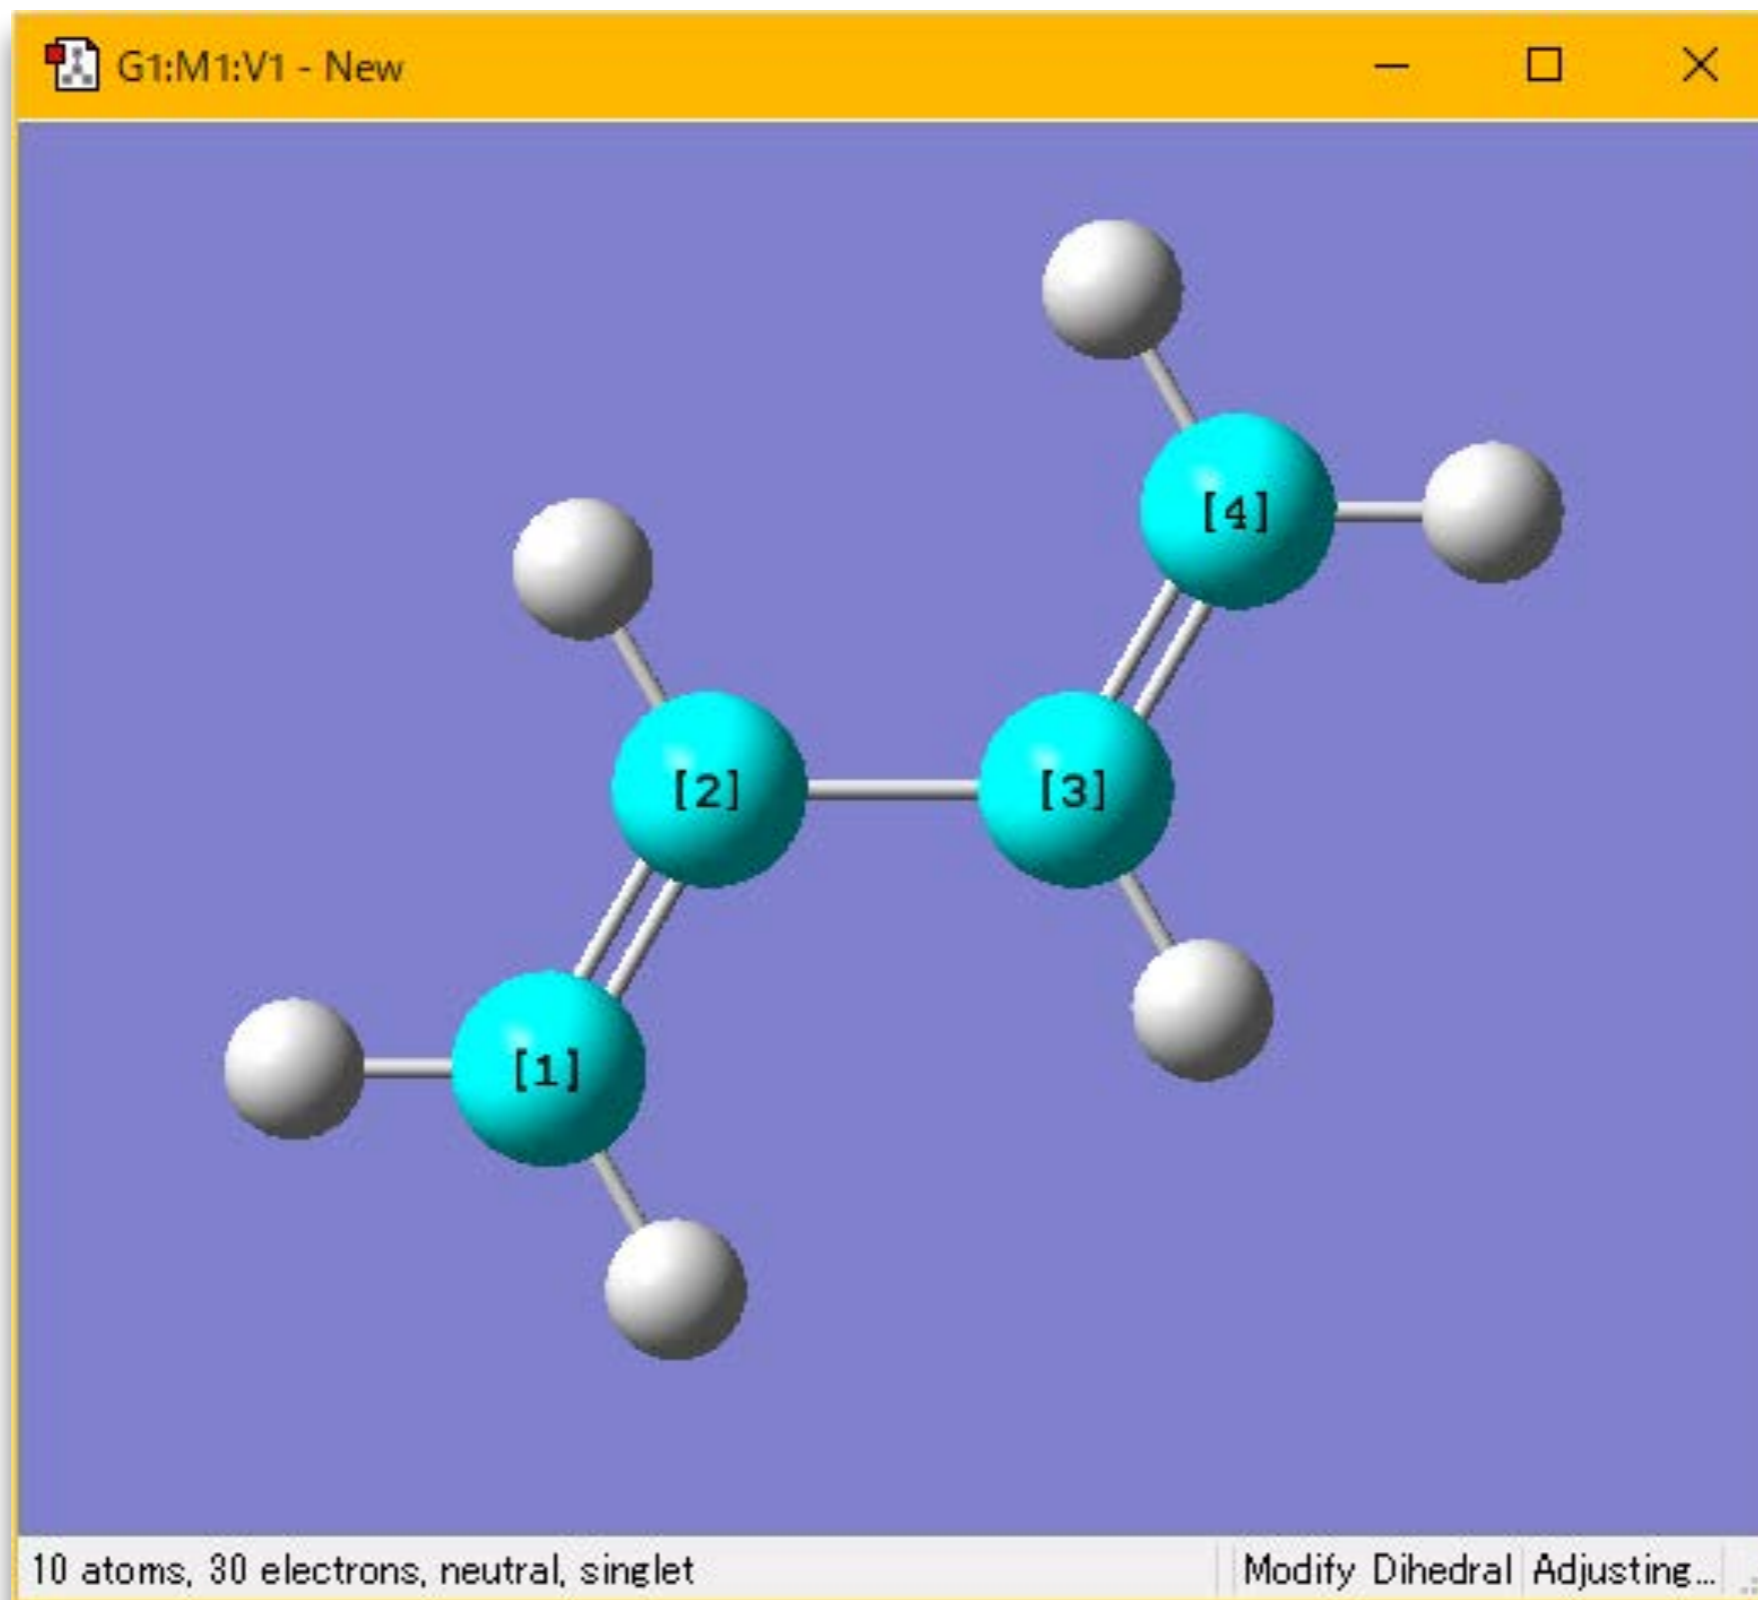 G1:M1:V1 - New
[4]
[2]
[3]
[1]
10 atoms, 30 electrons, neutral, singlet
Modify Dihedral
Adjusting...